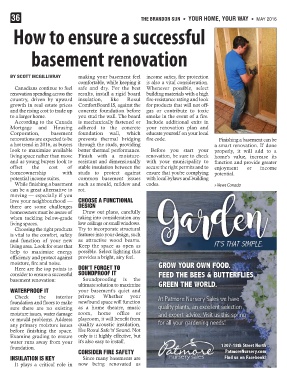 36
THE BRANDON SUN • YOUR HOME, YOUR WAY • MAY 2016
How to ensure a successful
basement renovation
BY SCOTT MCGILLIVRAY
Canadians continue to fuel
renovation spending across the
country, driven by upward
growth in real estate prices
and the rising cost to trade up
to a larger home.
According to the Canada
Mortgage and Housing
Corporation, basement
renovations are expected to be
a hot trend in 2016, as owners
look to maximize available
living space rather than move,
and as young buyers look to
offset the cost of
homeownership with
potential income suites.
While finishing a basement
can be a great alternative to
moving — especially if you
love your neighbourhood —
there are some challenges
homeowners must be aware of
when tackling below-grade
living spaces.
Choosing the right products
is vital to the comfort, safety
and function of your new
living area. Look for ones that
help to maximize energy
efficiency and protect against
moisture, fire and noise.
Here are the top points to
consider to ensure a successful
basement renovation:
WATERPROOF IT
Check the interior
foundation and floors to make
sure there are no existing
moisture issues, water damage
or mould problems. Address
any primary moisture issues
before finishing the space.
Examine grading to ensure
water runs away from your
foundation.
INSULATION IS KEY
It plays a critical role in
making your basement feel
comfortable, while keeping it
safe and dry. For the best
results, install a rigid board
insulation, like Roxul
Comfortboard IS, against the
concrete foundation before
you stud the wall. The board
is mechanically fastened or
adhered to the concrete
foundation wall, which
prevents thermal bridging
through the studs, providing
better thermal performance.
Finish with a moisture-
resistant and dimensionally
stable insulation between the
studs to protect against
common basement issues
such as mould, mildew and
rot.
CHOOSE A FUNCTIONAL
DESIGN
Draw out plans, carefully
taking into consideration any
low ceilings or small windows.
Try to incorporate structural
features into your design, such
as attractive wood beams.
Keep the space as open as
possible. Select lighting that
provides a bright, airy feel.
DON'T FORGET TO
SOUNDPROOF IT
Soundproofing is the
ultimate solution to maximize
your basement's quiet and
privacy. Whether your
newfound space will function
as a home theatre, music
room, home office or
playroom, it will benefit from
quality acoustic insulation,
like Roxul Safe 'n' Sound. Not
only is it highly effective, but
it's also easy to install.
CONSIDER FIRE SAFETY
Since many basements are
now being renovated as
income suites, fire protection
is also a vital consideration.
Whenever possible, select
building materials with a high
fire resistance rating and look
for products that will not off-
gas or contribute to toxic
smoke in the event of a fire.
Include additional exits in
your renovation plan and
educate yourself on your local
fire code.
Before you start your
renovation, be sure to check
with your municipality to
secure the right permits and to
ensure that you're complying
with local bylaws and building
codes.
Finishing a basement can be
a smart renovation. If done
properly, it will add to a
home's value, increase its
function and provide greater
enjoyment or income
potential.
Garden
IT'S THAT SIMPLE.
GROW YOUR OWN FOOD.
FEED THE BEES & BUTTERFLIES,
GREEN THE WORLD.
At Patmore Nursery Sales we have
quality plants, an excellent selection
and expert advice. Visit us this spring
for all your gardening needs.
Patmore
nursery sales
PatmoreNursery.com
Find us on Facebook!